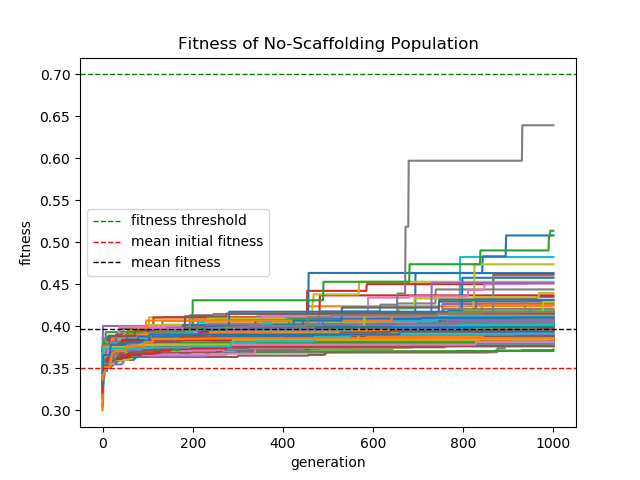 Fitness of No-Scaffolding Population
fitness
0.70
0.65
0.60
0.55
0.50
0.45
0.40
0.35
0.30
fitness threshold
mean initial fitness
mean fitness
0 200 400 600 800 1000
generation